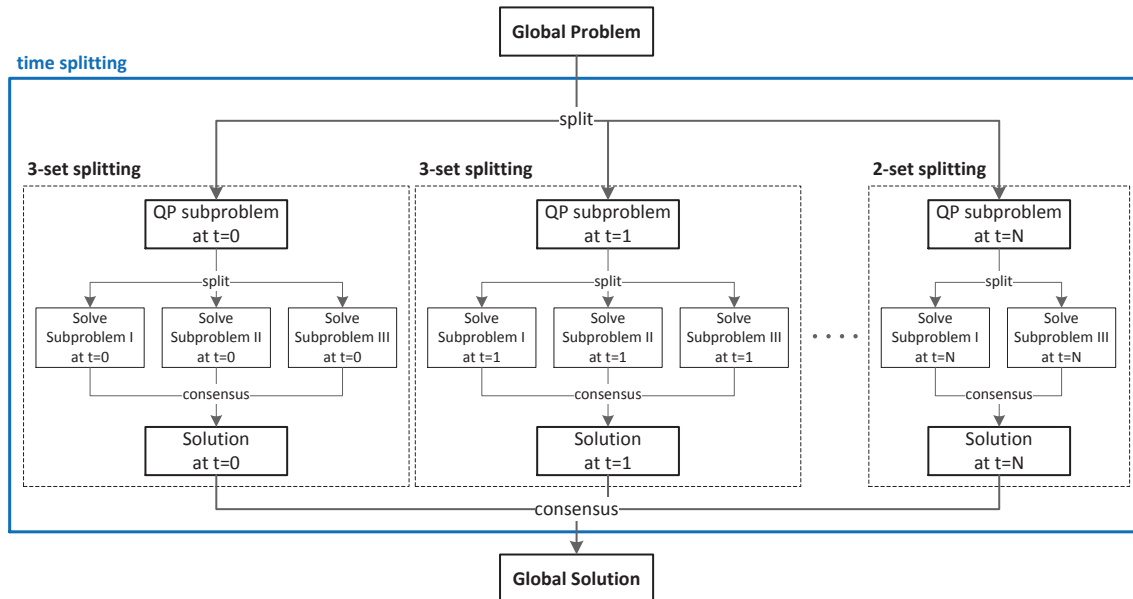 Global Problem
time splitting
split
3-set splitting
3-set splitting
2-set splitting
QP subproblem
at t=0
QP subproblem
at t=1
QP subproblem
at t=N
split
split
split
Solve
Subproblem I
at t=0
Solve
Subproblem II
at t=0
Solve
Subproblem III
at t=0
Solve
Subproblem I
at t=1
Solve
Subproblem II
at t=1
Solve
Subproblem III
at t=1
. . . .
Solve
Subproblem I
at t=N
Solve
Subproblem III
at t=N
consensus
consensus
consensus
Solution
at t=0
Solution
at t=1
Solution
at t=N
consensus
Global Solution